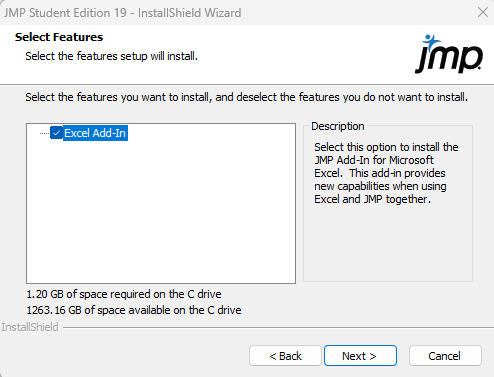 JMP Student Edition 19 - InstallShield Wizard
Select Features
Select the features setup will install.
jmp
Select the features you want to install, and deselect the features you do not want to install.
Excel Add-In
Description
Select this option to install the
JMP Add-In for Microsoft
Excel.  This add-in provides
new capabilities when using
Excel and JMP together.
1.20 GB of space required on the C drive
1263.16 GB of space available on the C drive
InstallShield
< Back
Next >
Cancel